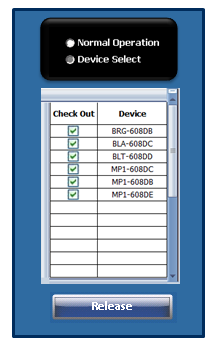 Normal Operation
Device Select
Check Out Device
BRG-608DB
BLA-608DC
BLT-608DD
MP1-608DC
MP1-608DB
MP1-608DE
Release